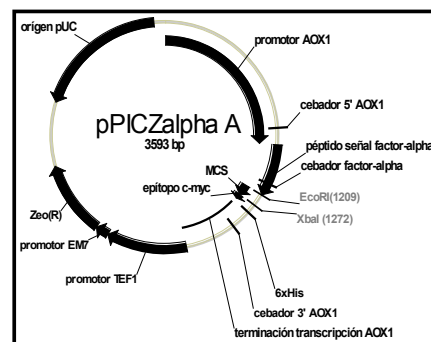 origen pUC
promotor AOX1
pPICZalpha A
3593 bp
cebador 5' AOX1
péptido señal factor-alpha
cebador factor-alpha
MCS
epítopo c-myc
EcoRI(1209)
XbaI (1272)
Zeo(R)
promotor EM7
6xHis
promotor TEF1
cebador 3' AOX1
terminación transcripción AOX1